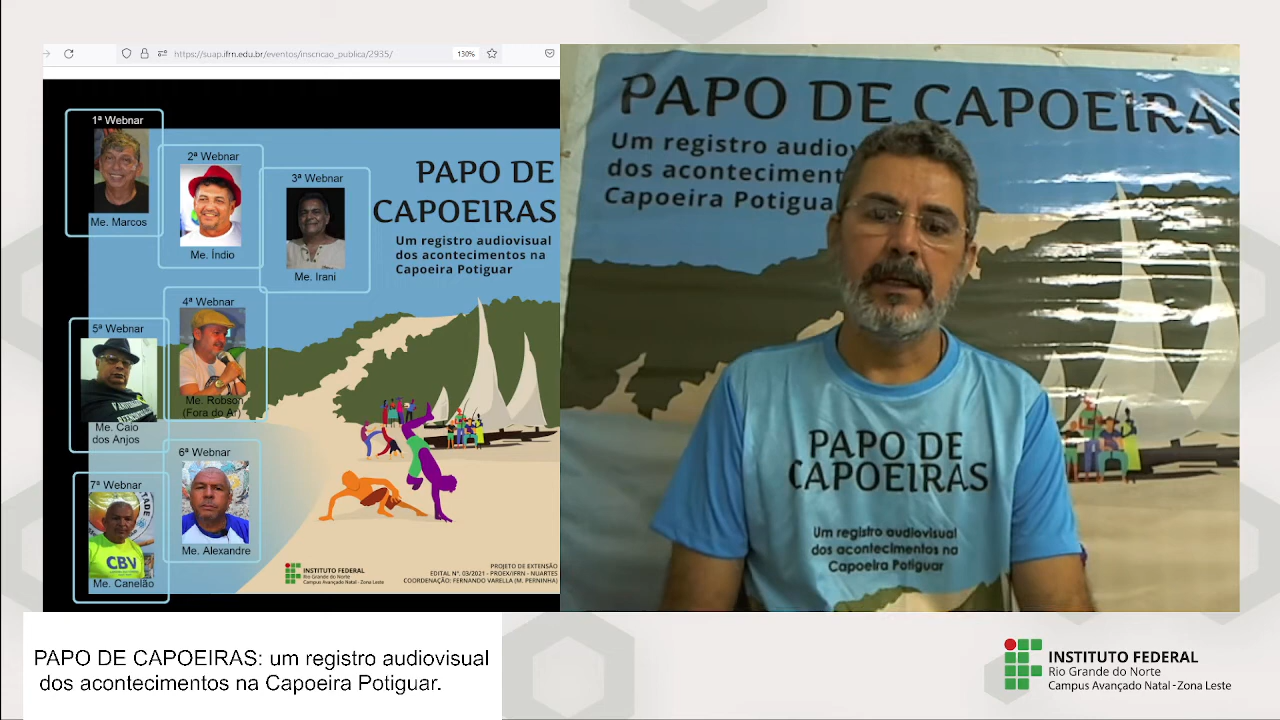 https://suap.ifrn.edu.br/eventos/inscricao_publica/2935/
130%
1ª Webnar
Me. Marcos
2ª Webnar
Me. Índio
3ª Webnar
Me. Irani
4ª Webnar
Me. Robson
(Fora do Ar)
5ª Webnar
Me. Caio
dos Anjos
6ª Webnar
Me. Alexandre
7ª Webnar
CBV
Me. Canelão
PAPO DE
CAPOEIRAS
Um registro audiovisual
dos acontecimentos na
Capoeira Potiguar
INSTITUTO FEDERAL
Rio Grande do Norte
Campus Avançado Natal - Zona Leste
PROJETO DE EXTENSÃO
EDITAL Nº. 03/2021 - PROEX/IFRN - NUARTES
COORDENAÇÃO: FERNANDO VARELLA (M. PERNINHA)
PAPO DE CAPOEIRAS
Um registro audiov
dos aconteciment
Capoeira Potigua
PAPO DE
CAPOEIRAS
Um registro audiovisual
dos acontecimentos na
Capoeira Potiguar
PAPO DE CAPOEIRAS: um registro audiovisual
dos acontecimentos na Capoeira Potiguar.
INSTITUTO FEDERAL
Rio Grande do Norte
Campus Avançado Natal -Zona Leste